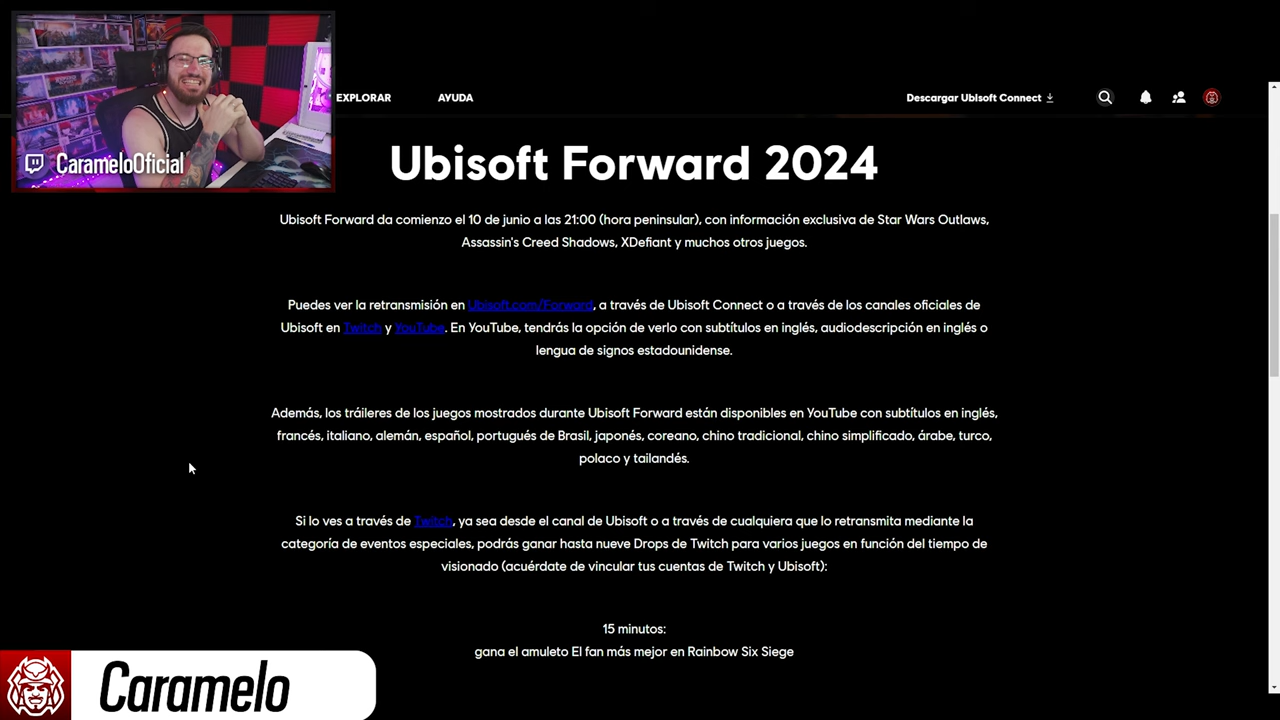 CarameloOficial
EXPLORAR
AYUDA
Descargar Ubisoft Connect
Ubisoft Forward 2024
Ubisoft Forward da comienzo el 10 de junio a las 21:00 (hora peninsular), con información exclusiva de Star Wars Outlaws,
Assassin's Creed Shadows, XDefiant y muchos otros juegos.
Puedes ver la retransmisión en Ubisoft.com/Forward, a través de Ubisoft Connect o a través de los canales oficiales de
Ubisoft en Twitch y YouTube. En YouTube, tendrás la opción de verlo con subtítulos en inglés, audiodescripción en inglés o
lengua de signos estadounidense.
Además, los tráileres de los juegos mostrados durante Ubisoft Forward están disponibles en YouTube con subtítulos en inglés,
francés, italiano, alemán, español, portugués de Brasil, japonés, coreano, chino tradicional, chino simplificado, árabe, turco,
polaco y tailandés.
Si lo ves a través de Twitch, ya sea desde el canal de Ubisoft o a través de cualquiera que lo retransmita mediante la
categoría de eventos especiales, podrás ganar hasta nueve Drops de Twitch para varios juegos en función del tiempo de
visionado (acuérdate de vincular tus cuentas de Twitch y Ubisoft):
15 minutos:
gana el amuleto El fan más mejor en Rainbow Six Siege
Caramelo